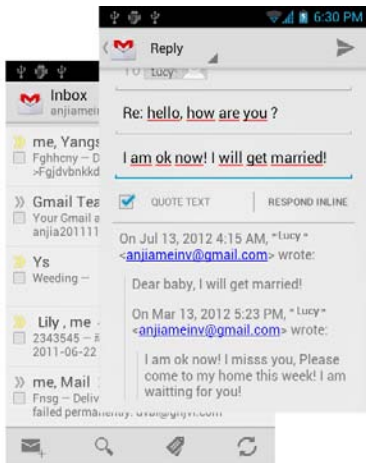 6:30 PM
Reply
To Lucy:
Re: hello, how are you ?
I am ok now! I will get married!
QUOTE TEXT
RESPOND INLINE
On Jul 13, 2012 4:15 AM, "Lucy"
<anjiameinv@gmail.com> wrote:
Dear baby, I will get married!
On Mar 13, 2012 5:23 PM, "Lucy"
<anjiameinv@gmail.com> wrote:
I am ok now! I misss you, Please
come to my home this week! I am
waitting for you!
Inbox
anjiamei
me, Yangs
Fghhcny – D
>Fgjdvbnkkd
Gmail Tea
Your Gmail a
anjia201111
Ys
Weeding –
Lily , me
2343545 –
2011-06-22
me, Mail
Fnsg – Deliv
failed permanently: